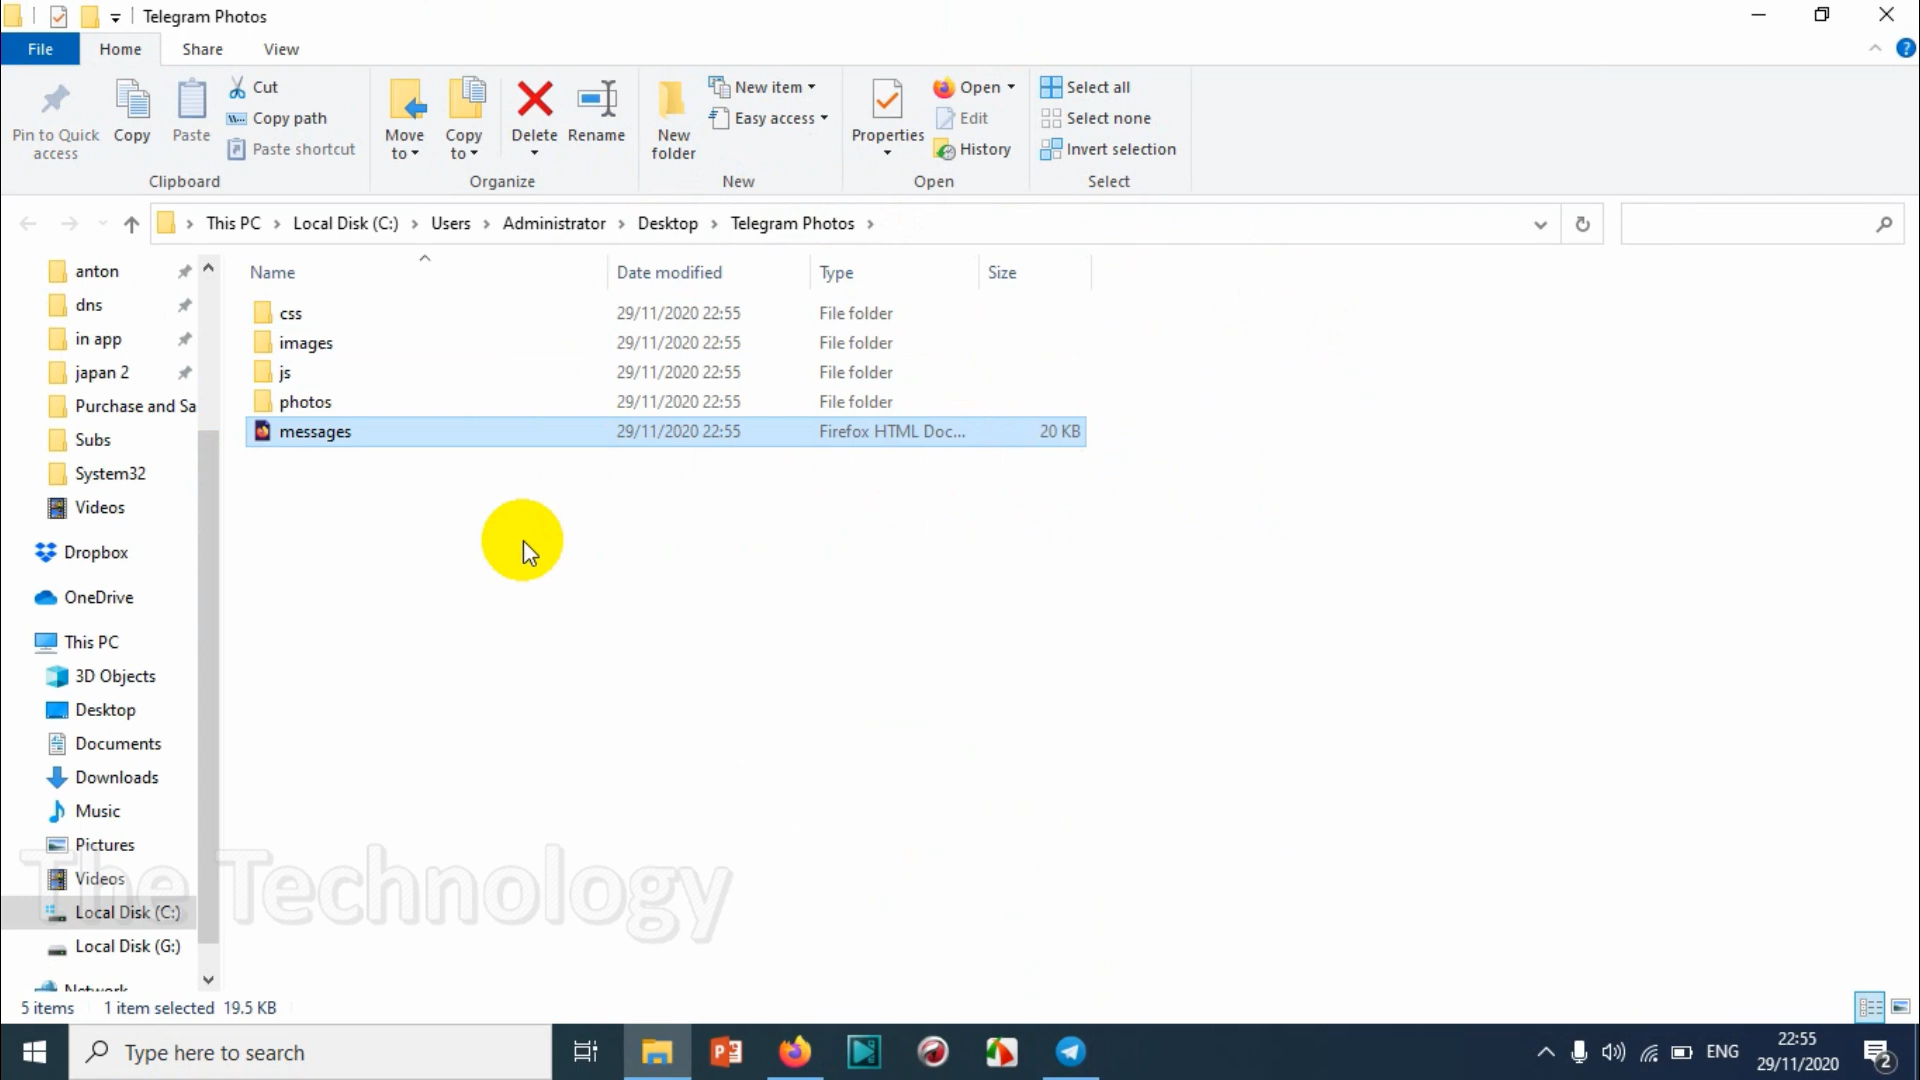 Telegram Photos
File Home Share View
Pin to Quick access
Copy
Paste
Cut
Copy path
Paste shortcut
Clipboard
Move to
Copy to
Delete
Rename
Organize
New folder
New item
Easy access
New
Properties
Open
Edit
History
Open
Select all
Select none
Invert selection
Select
This PC Local Disk (C:) Users Administrator Desktop Telegram Photos
Name Date modified Type Size
css 29/11/2020 22:55 File folder
images 29/11/2020 22:55 File folder
js 29/11/2020 22:55 File folder
photos 29/11/2020 22:55 File folder
messages 29/11/2020 22:55 Firefox HTML Doc... 20 KB
anton
dns
in app
japan 2
Purchase and Sa
Subs
System32
Videos
Dropbox
OneDrive
This PC
3D Objects
Desktop
Documents
Downloads
Music
Pictures
Videos
Local Disk (C:)
Local Disk (G:)
Network
The Technology
5 items 1 item selected 19.5 KB
Type here to search
ENG
22:55
29/11/2020
2